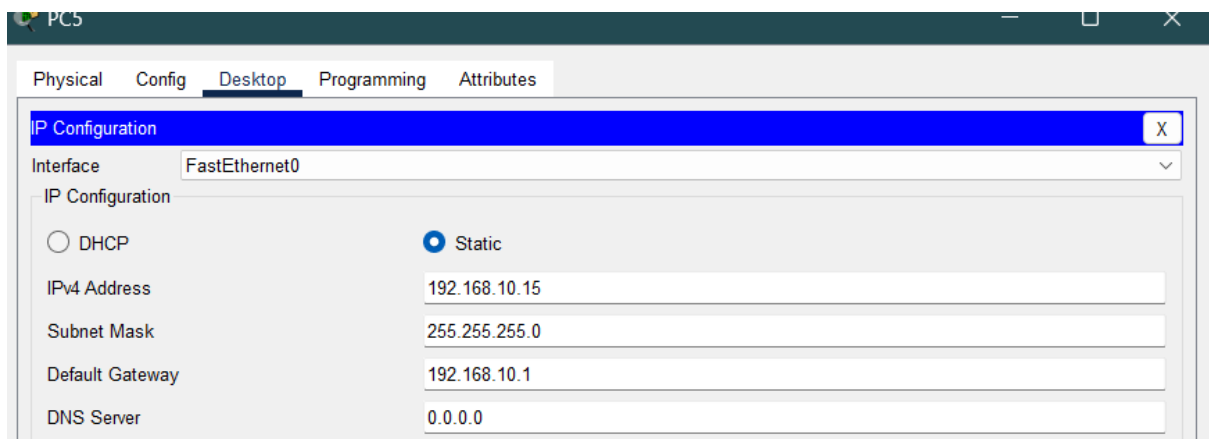 PC5
Physical Config Desktop Programming Attributes
IP Configuration X
Interface FastEthernet0
IP Configuration
DHCP Static
IPv4 Address 192.168.10.15
Subnet Mask 255.255.255.0
Default Gateway 192.168.10.1
DNS Server 0.0.0.0